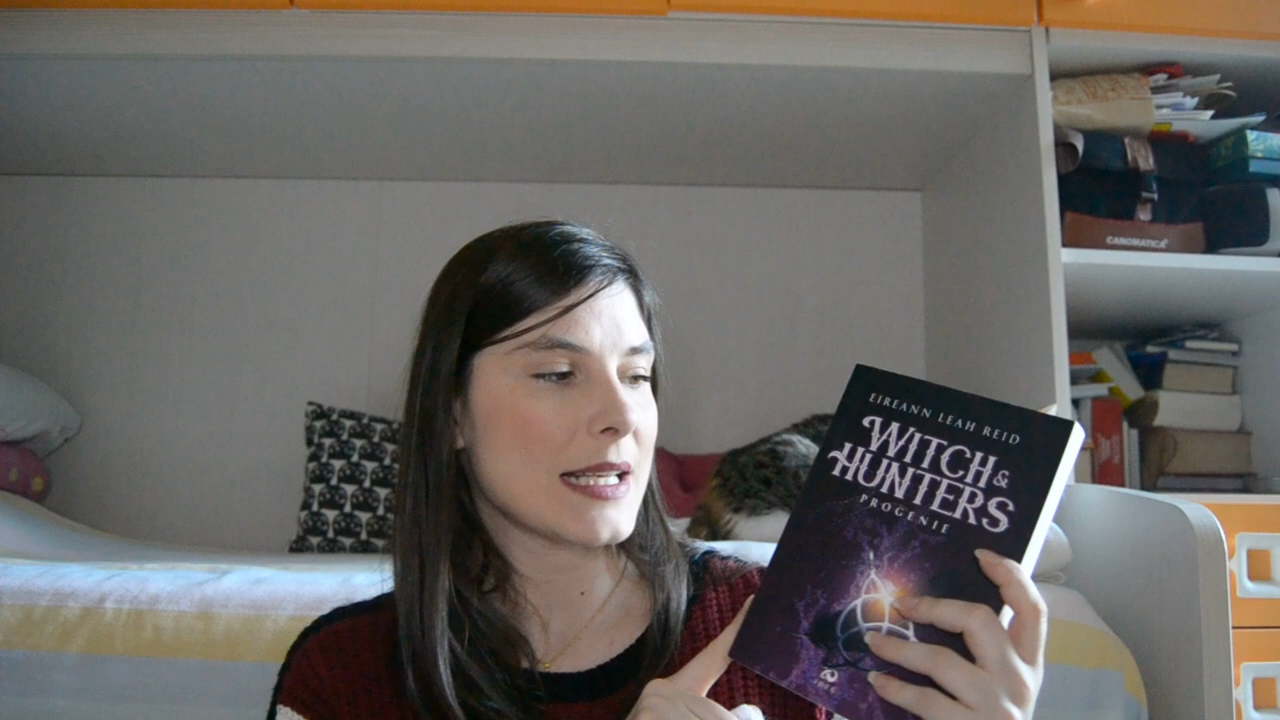 CANOMATICA
EIREANN LEAH REID
WITCH &
HUNTERS
PROGENIE